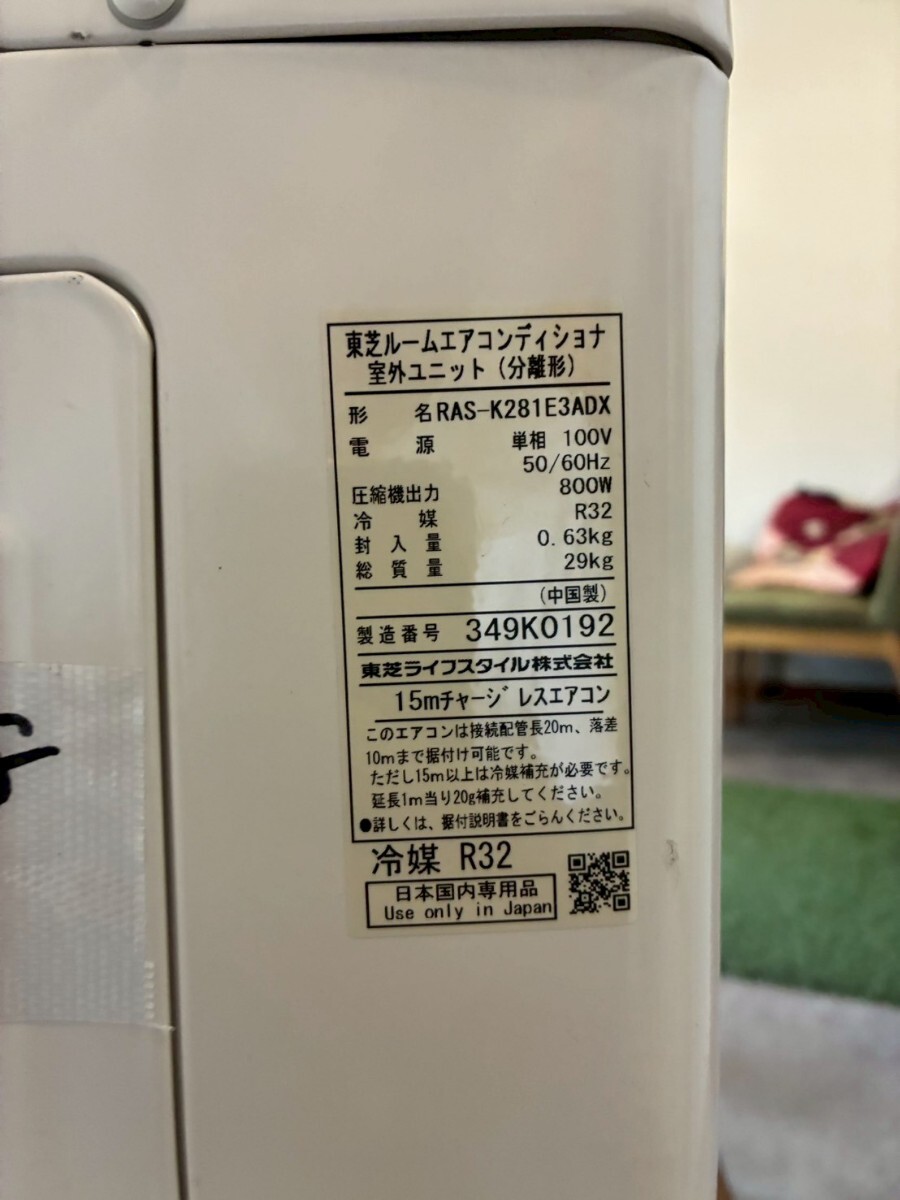 東芝ルームエアコンディショナ
室外ユニット(分離形)
形 名 RAS-K281E3ADX
電 源 単相 100V
50/60Hz
圧縮機出力 800W
冷 媒 R32
封 入 量 0.63kg
総 質 量 29kg
(中国製)
製造番号 349K0192
東芝ライフスタイル株式会社
15mチャージレスエアコン
このエアコンは接続配管長20m、落差
10mまで据付け可能です。
ただし15m以上は冷媒補充が必要です。
延長1m当り20g補充してください。
●詳しくは、据付説明書をごらんください。
冷媒 R32
日本国内専用品
Use only in Japan